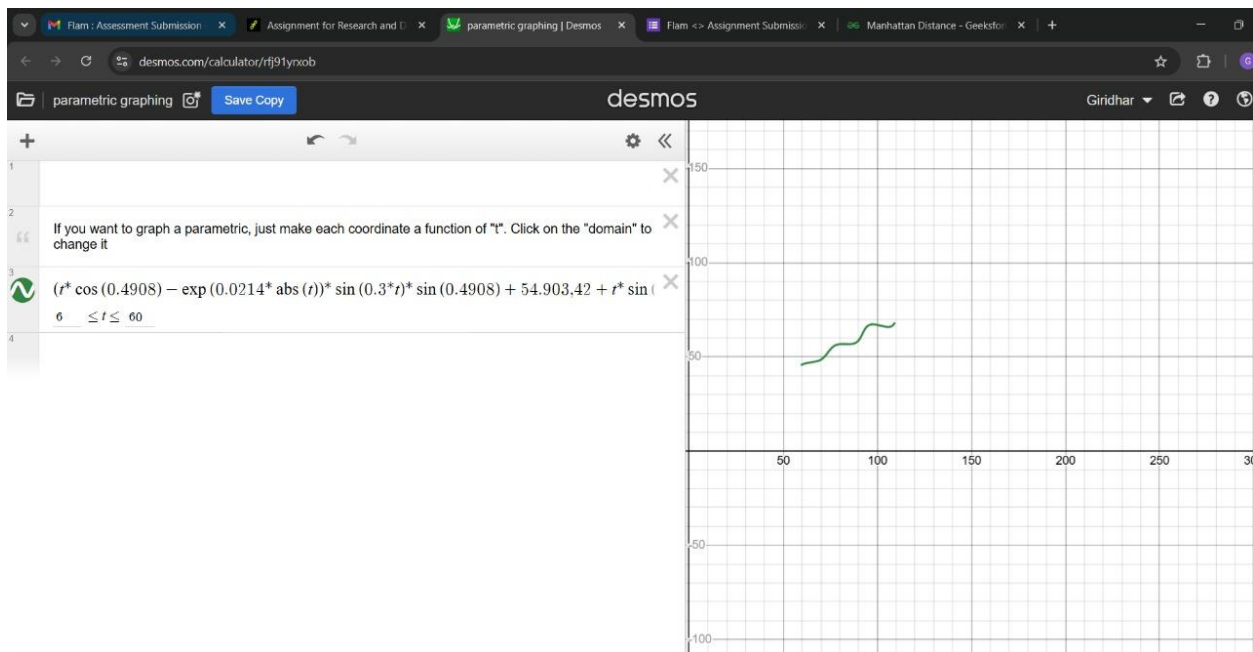 Flam : Assessment Submission
Assignment for Research and D
parametric graphing | Desmos
Flam <> Assignment Submissio
Manhattan Distance - Geeksfor
desmos.com/calculator/rfj91yrxob
parametric graphing
Save Copy
desmos
Giridhar
1
2
If you want to graph a parametric, just make each coordinate a function of "t". Click on the "domain" to
change it
3
(t* cos (0.4908) − exp (0.0214* abs (t))* sin (0.3*t)* sin (0.4908) + 54.903,42 + t* sin (
6 ≤ t ≤ 60
4
150
100
50
50 100 150 200 250 30
-50
-100